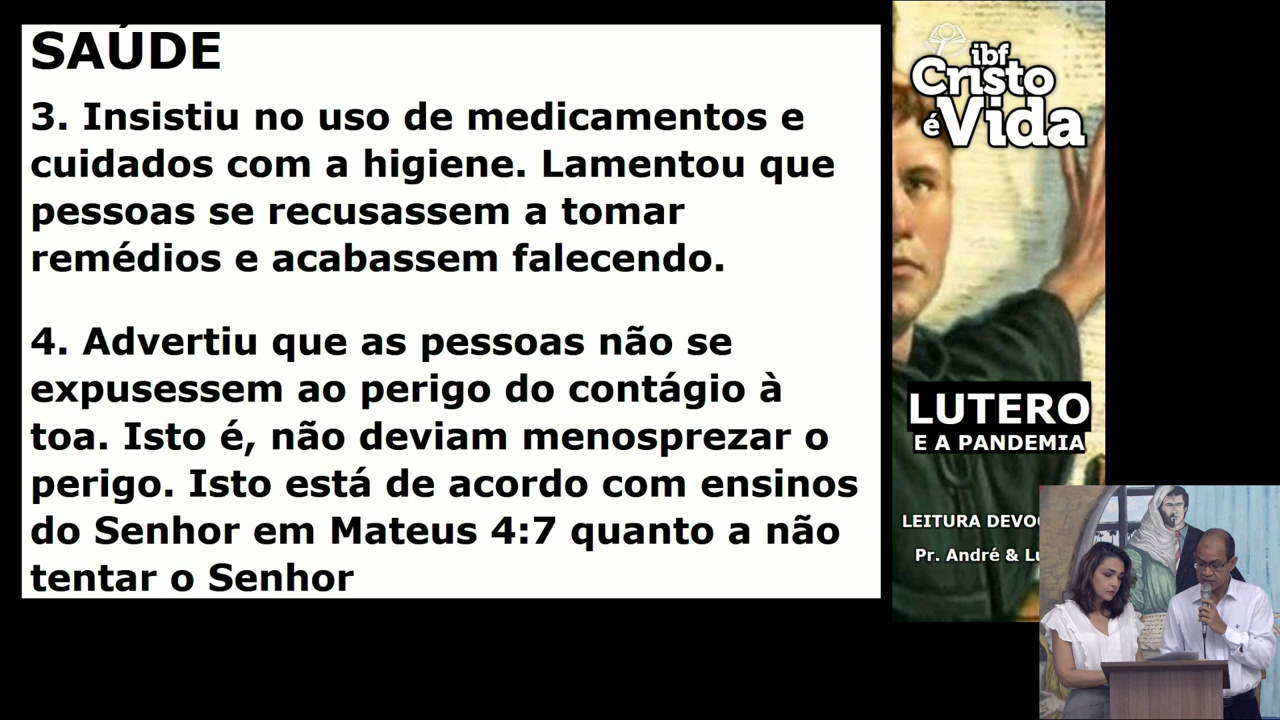 SAÚDE
3. Insistiu no uso de medicamentos e
cuidados com a higiene. Lamentou que
pessoas se recusassem a tomar
remédios e acabassem falecendo.
4. Advertiu que as pessoas não se
expusessem ao perigo do contágio à
toa. Isto é, não deviam menosprezar o
perigo. Isto está de acordo com ensinos
do Senhor em Mateus 4:7 quanto a não
tentar o Senhor
ibf
Cristo
é Vida
LUTERO
E A PANDEMIA
LEITURA
Pr. André &